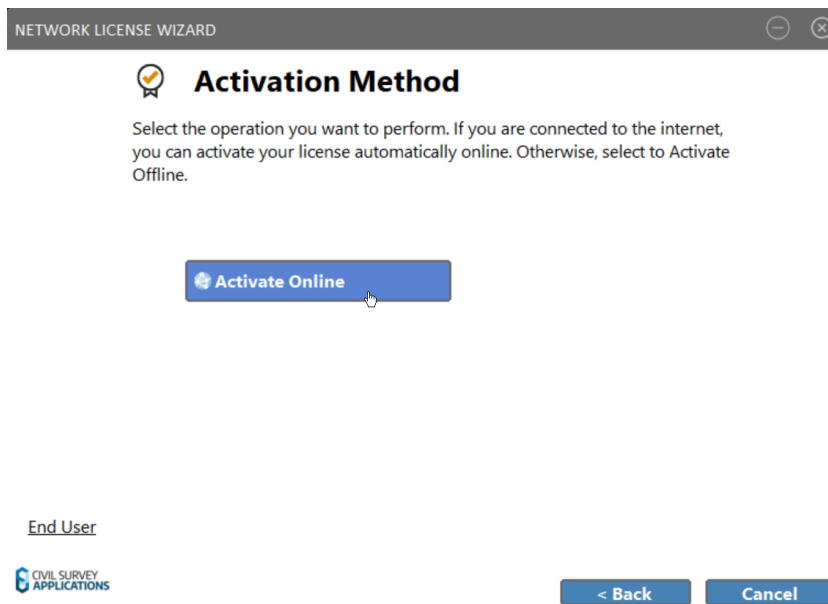 NETWORK LICENSE WIZARD
Activation Method
Select the operation you want to perform. If you are connected to the internet,
you can activate your license automatically online. Otherwise, select to Activate
Offline.
Activate Online
End User
CIVIL SURVEY
APPLICATIONS
< Back
Cancel